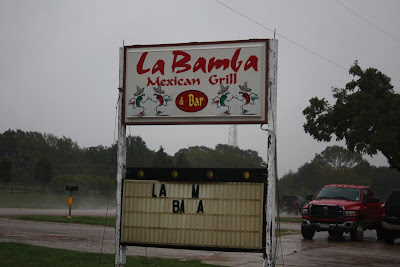 La Bamba
Mexican Grill
& Bar
LA M
BA A